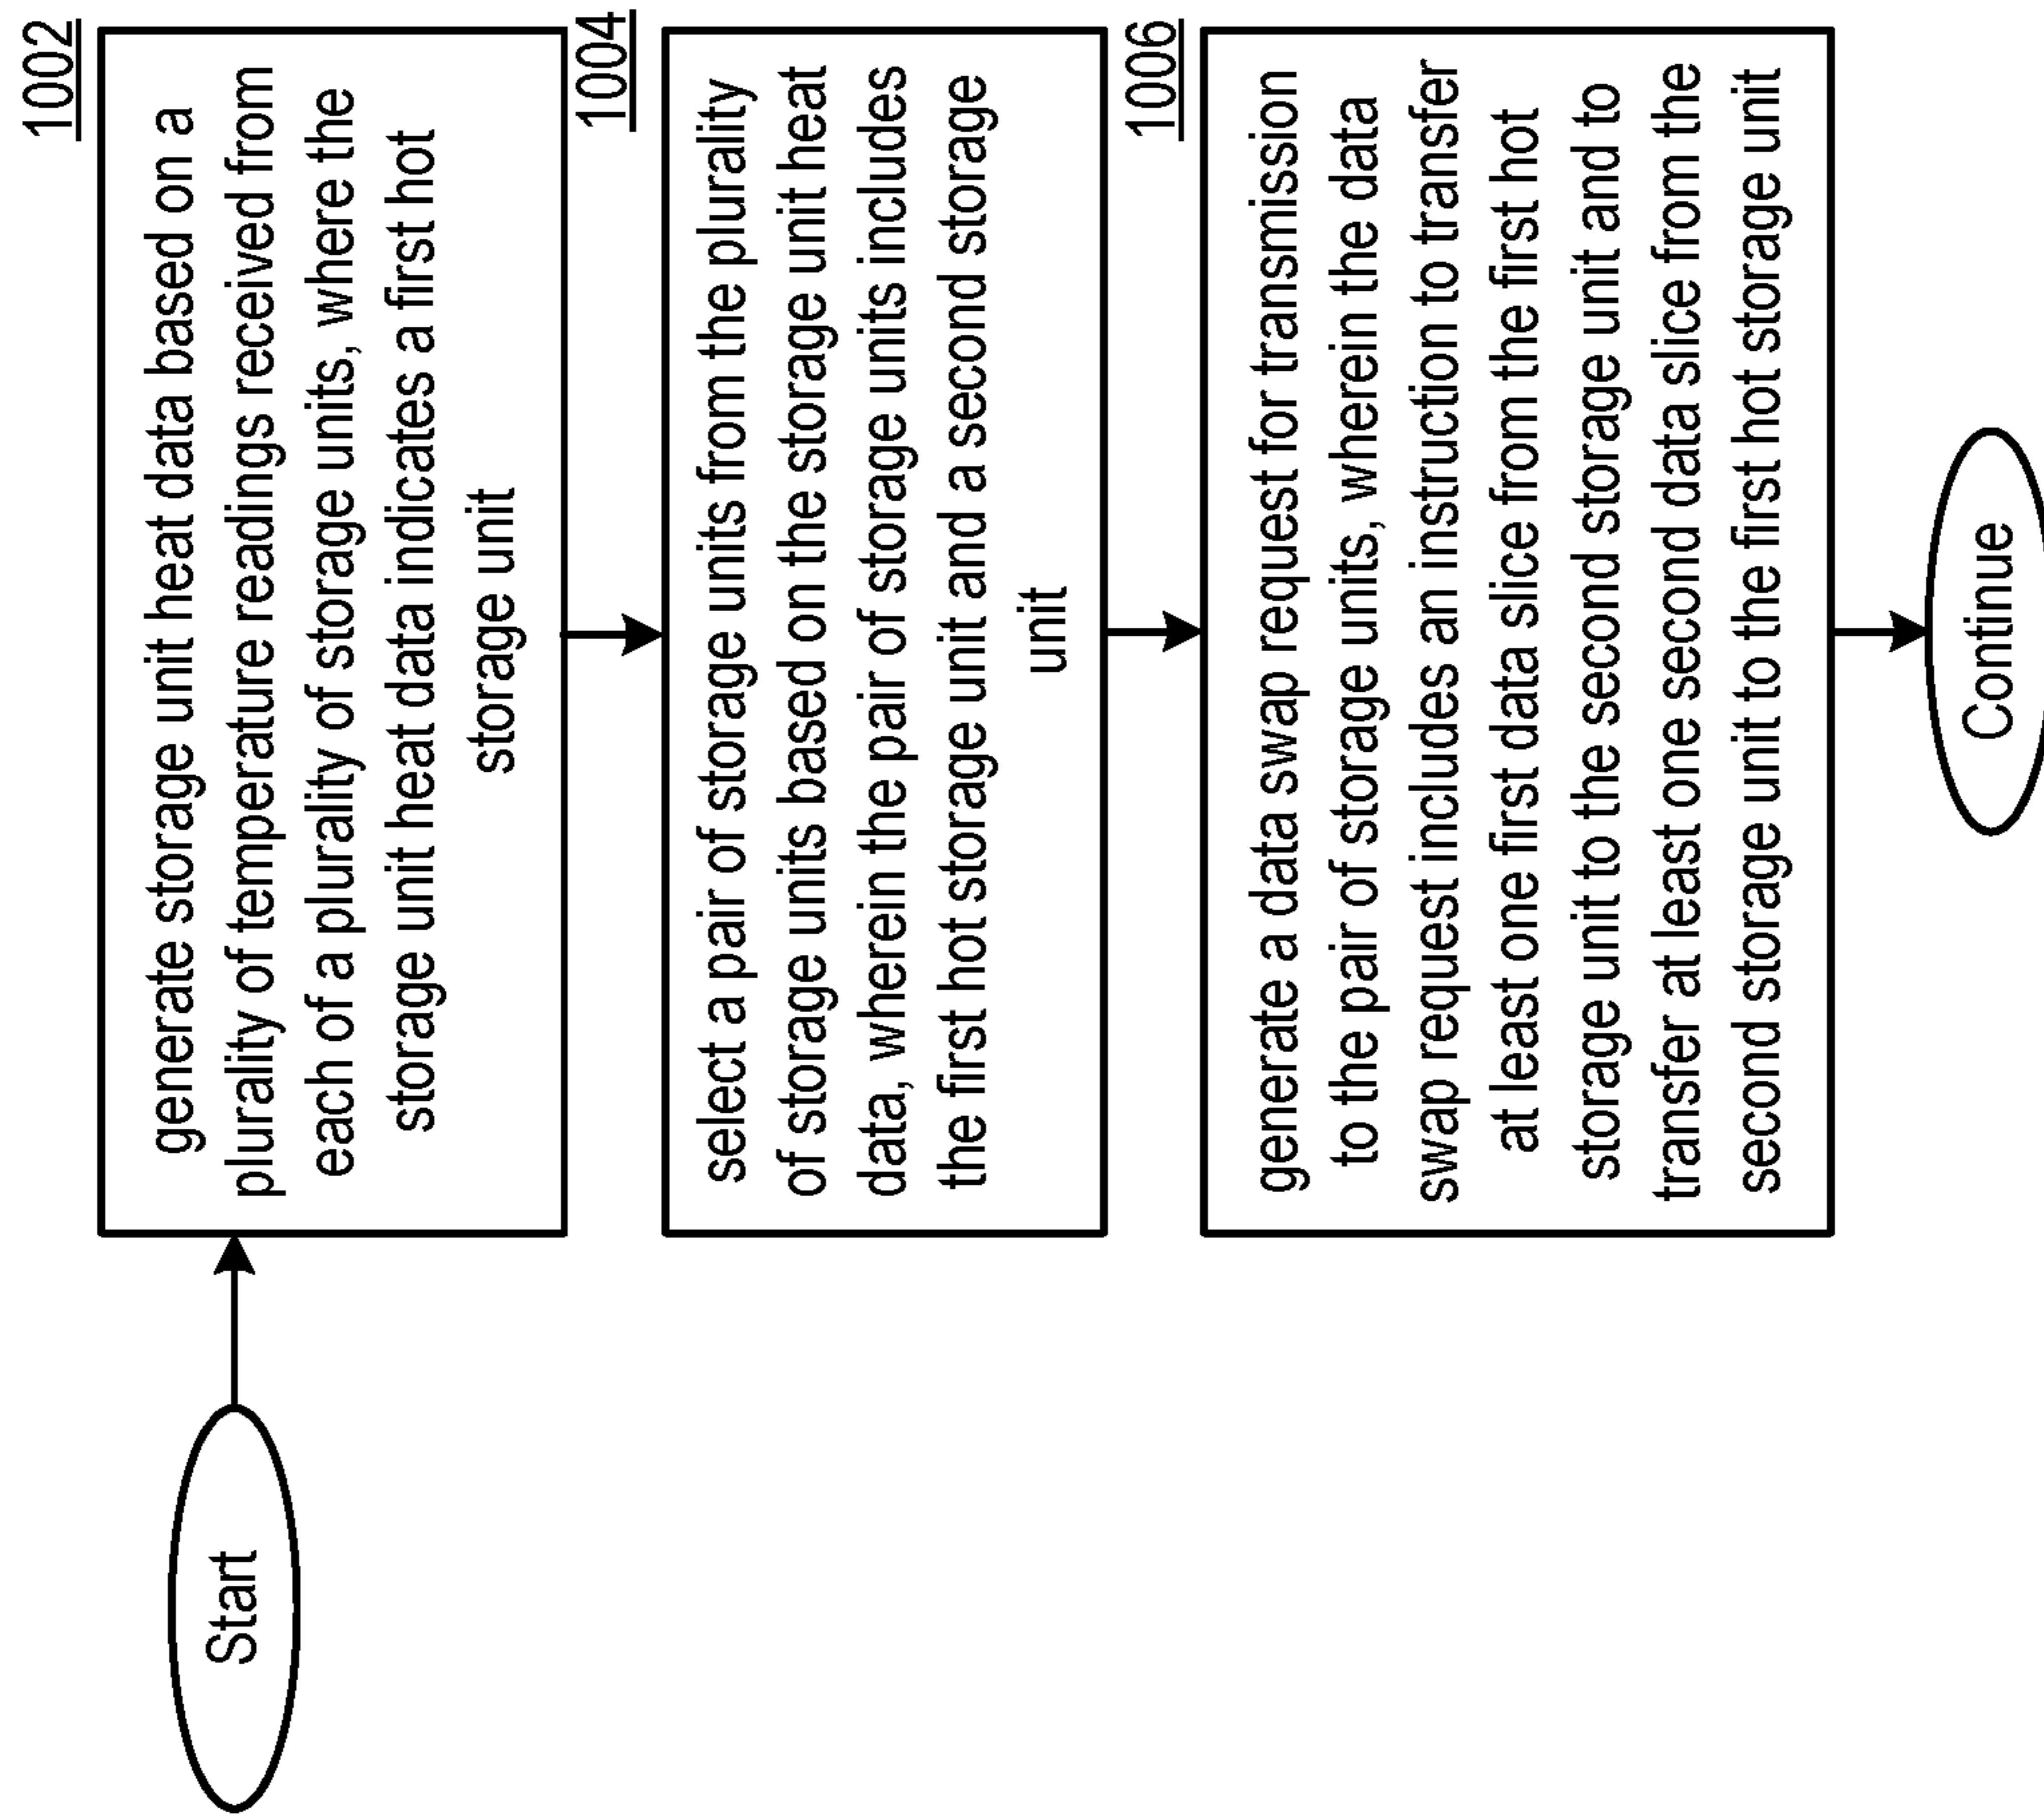 Start
1002
generate storage unit heat data based on a
plurality of temperature readings received from
each of a plurality of storage units, where the
storage unit heat data indicates a first hot
storage unit
1004
select a pair of storage units from the plurality
of storage units based on the storage unit heat
data, wherein the pair of storage units includes
the first hot storage unit and a second storage
unit
1006
generate a data swap request for transmission
to the pair of storage units, wherein the data
swap request includes an instruction to transfer
at least one first data slice from the first hot
storage unit to the second storage unit and to
transfer at least one second data slice from the
second storage unit to the first hot storage unit
Continue